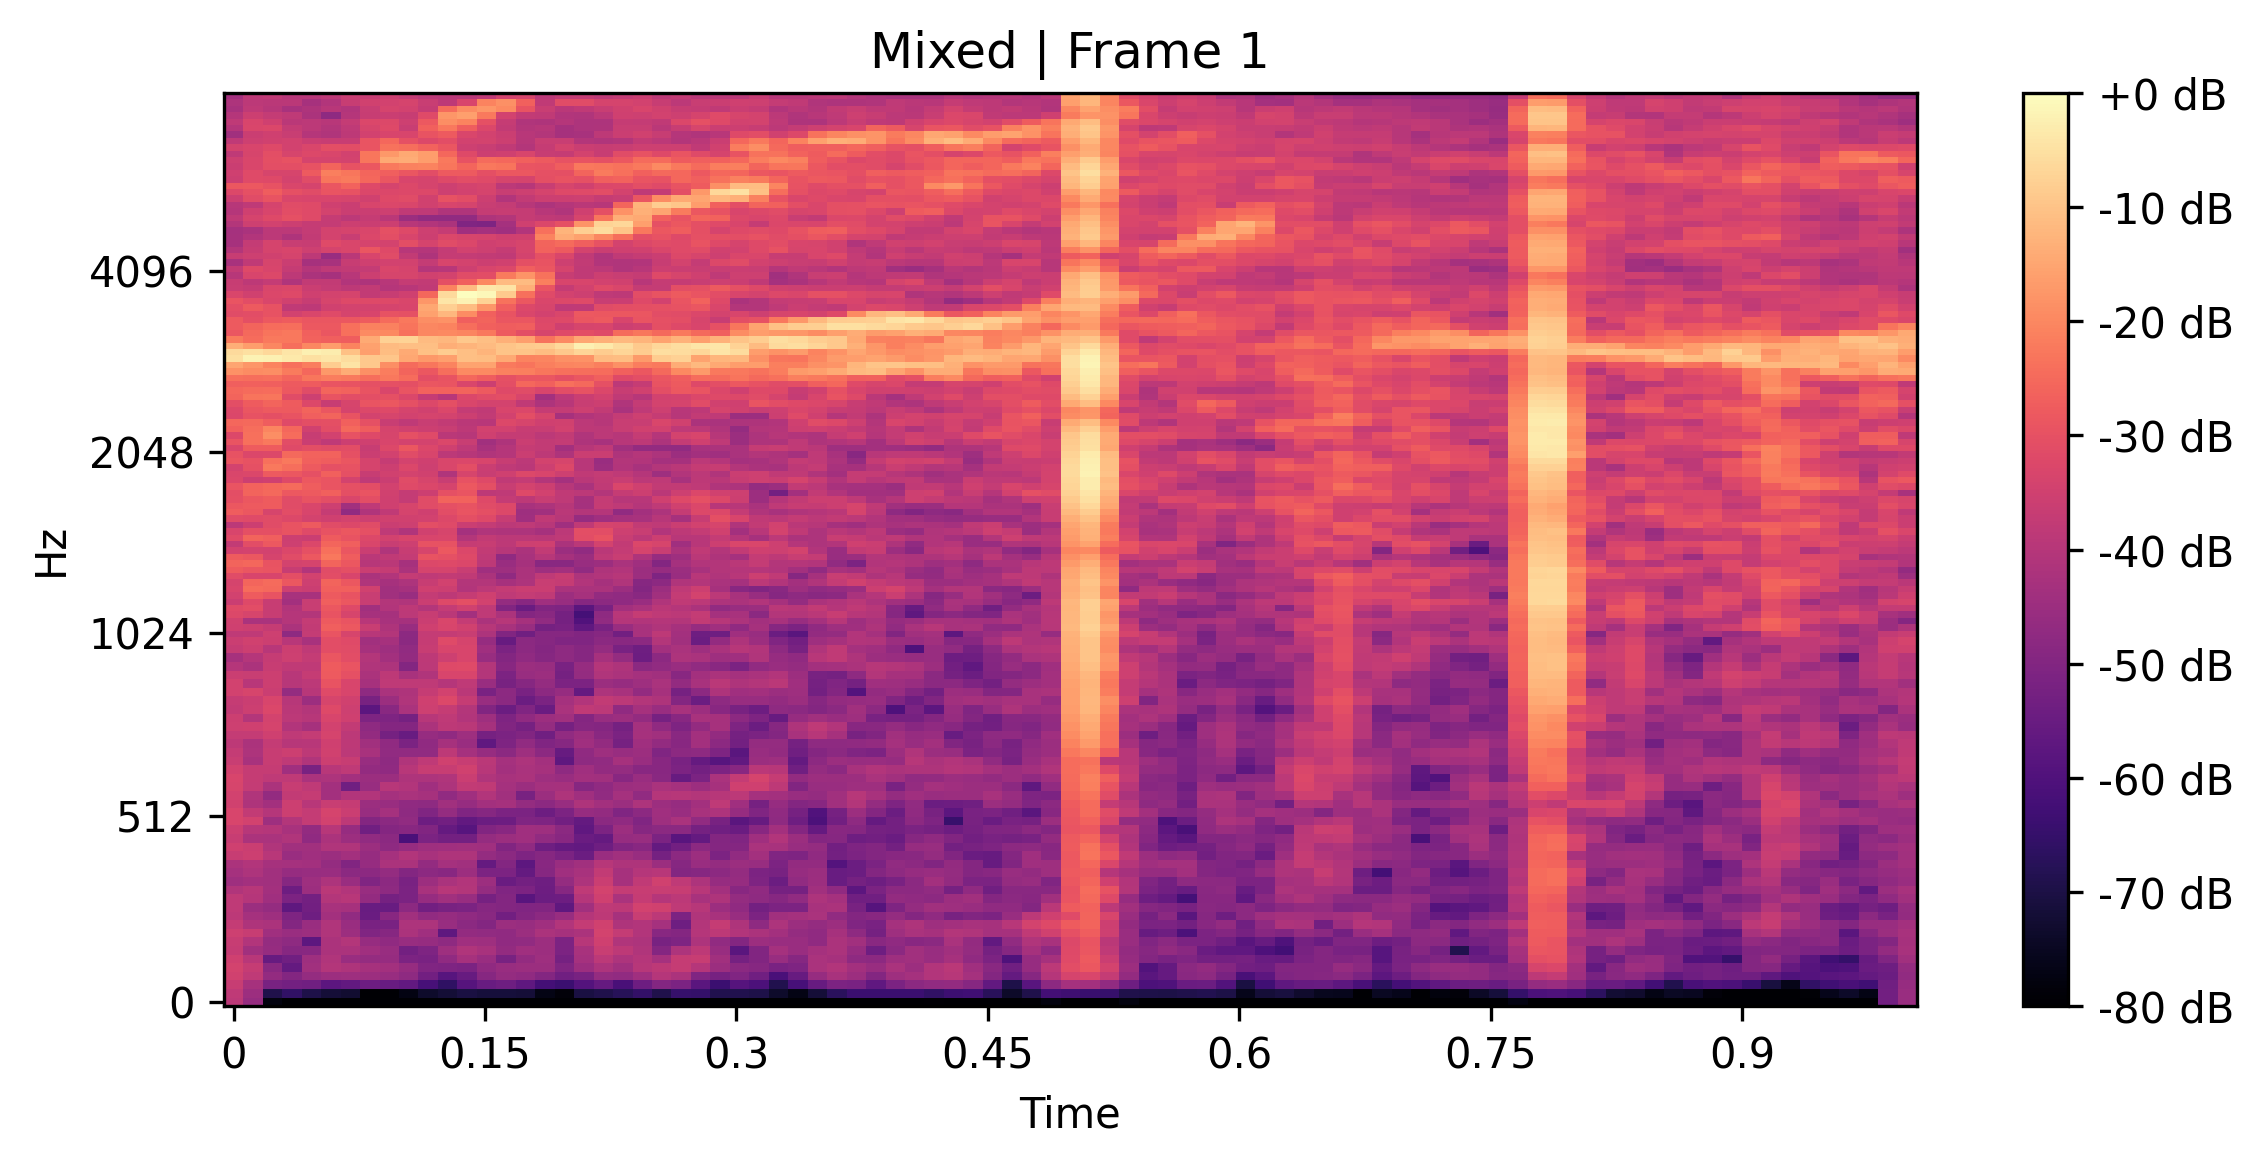 Mixed | Frame 1
Hz
4096
2048
1024
512
0
0 0.15 0.3 0.45 0.6 0.75 0.9
Time
+0 dB
-10 dB
-20 dB
-30 dB
-40 dB
-50 dB
-60 dB
-70 dB
-80 dB